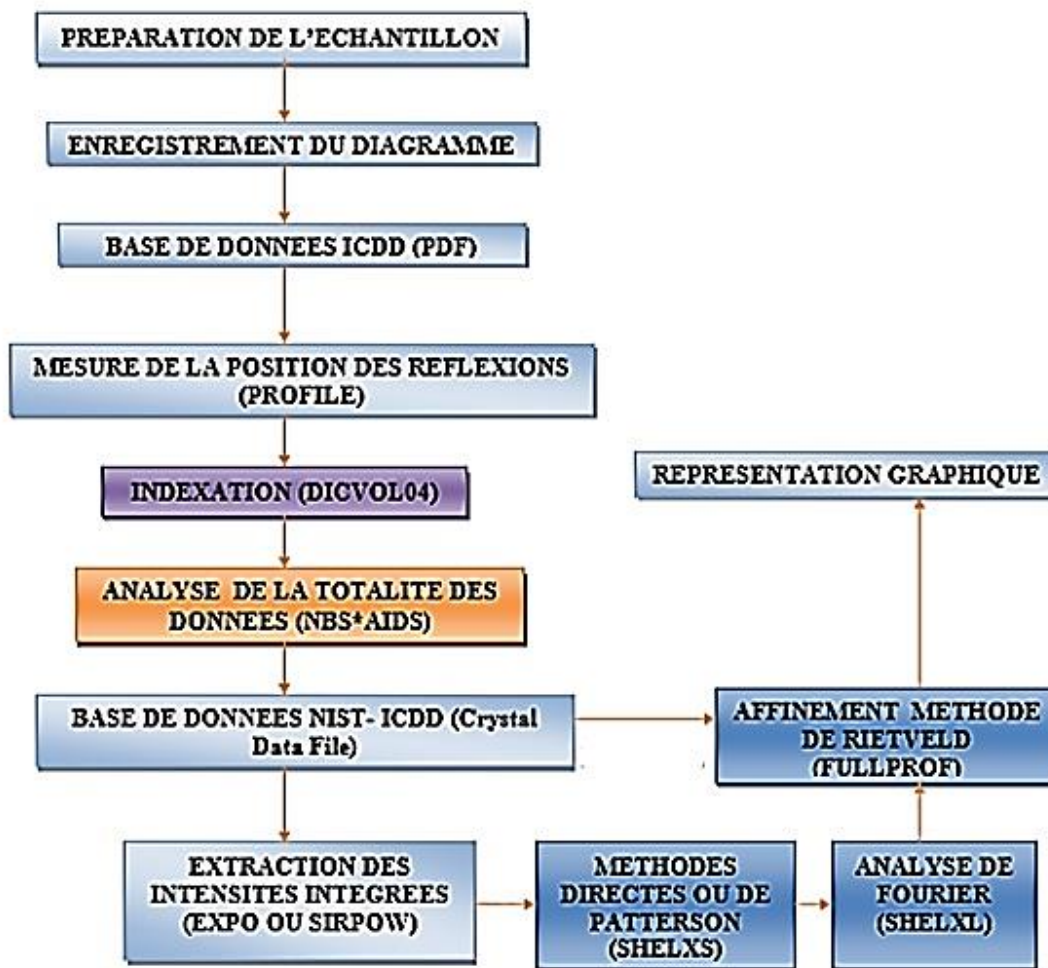 PREPARATION DE L'ECHANTILLON
ENREGISTREMENT DU DIAGRAMME
BASE DE DONNEES ICDD (PDF)
MESURE DE LA POSITION DES REFLEXIONS
(PROFILE)
INDEXATION (DICVOL04)
ANALYSE DE LA TOTALITE DES
DONNEES (NBS*AIDS)
BASE DE DONNEES NIST- ICDD (Crystal
Data File)
EXTRACTION DES
INTENSITES INTEGREES
(EXPO OU SIRPOW)
METHODES
DIRECTES OU DE
PATTERSON
(SHELXS)
ANALYSE DE
FOURIER
(SHELXL)
AFFINEMENT METHODE
DE RIETVELD
(FULLPROF)
REPRESENTATION GRAPHIQUE